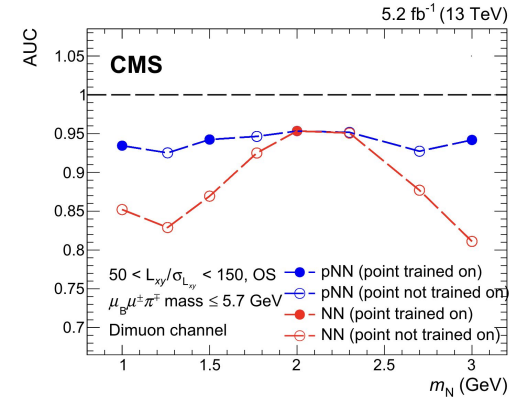 5.2 fb⁻¹ (13 TeV)
AUC
CMS
1.05
1
0.95
0.9
0.85
0.8
0.75
0.7
50 < L_xy/σ_L_xy < 150, OS
μ_Bμ±π∓ mass ≤ 5.7 GeV
Dimuon channel
pNN (point trained on)
pNN (point not trained on)
NN (point trained on)
NN (point not trained on)
1 1.5 2 2.5 3
m_N (GeV)